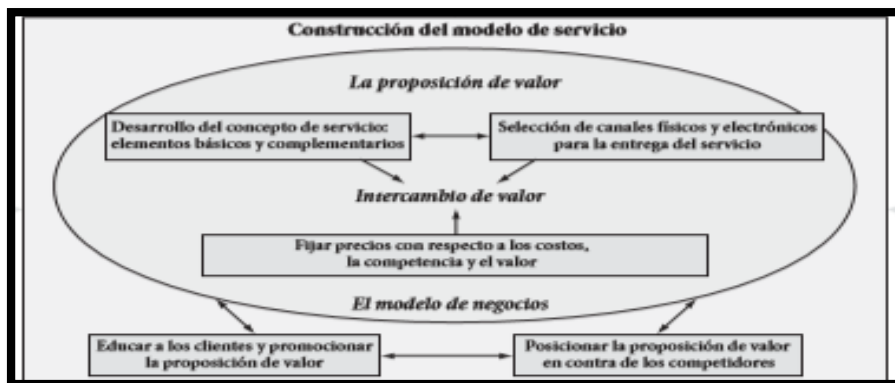 Construcción del modelo de servicio
La proposición de valor
Desarrollo del concepto de servicio:
elementos básicos y complementarios
Selección de canales físicos y electrónicos
para la entrega del servicio
Intercambio de valor
Fijar precios con respecto a los costos,
la competencia y el valor
El modelo de negocios
Educar a los clientes y promocionar
la proposición de valor
Posicionar la proposición de valor
en contra de los competidores